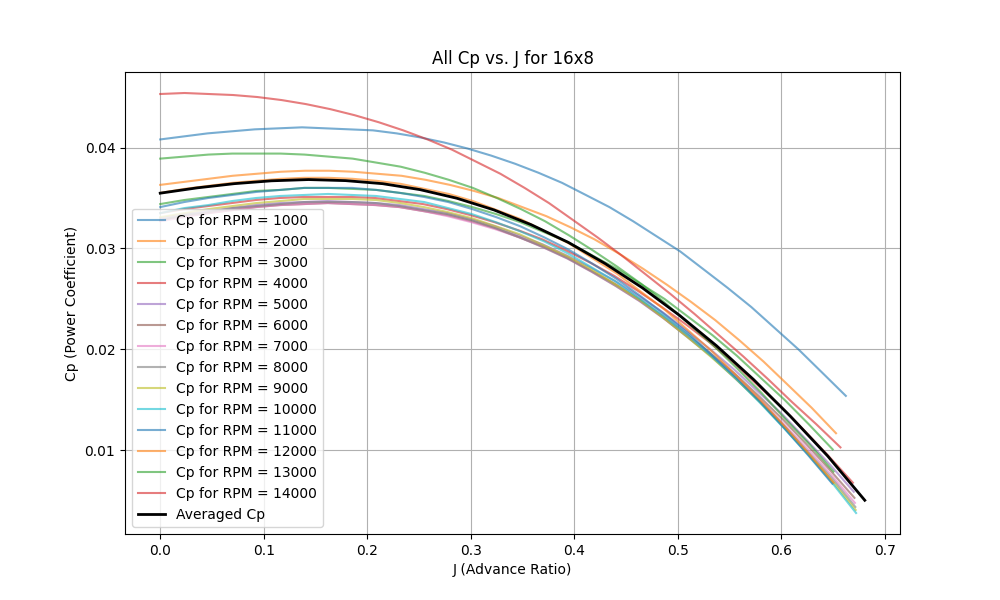 All Cp vs. J for 16x8
Cp (Power Coefficient)
0.04
0.03
0.02
0.01
Cp for RPM = 1000
Cp for RPM = 2000
Cp for RPM = 3000
Cp for RPM = 4000
Cp for RPM = 5000
Cp for RPM = 6000
Cp for RPM = 7000
Cp for RPM = 8000
Cp for RPM = 9000
Cp for RPM = 10000
Cp for RPM = 11000
Cp for RPM = 12000
Cp for RPM = 13000
Cp for RPM = 14000
Averaged Cp
0.0 0.1 0.2 0.3 0.4 0.5 0.6 0.7
J (Advance Ratio)